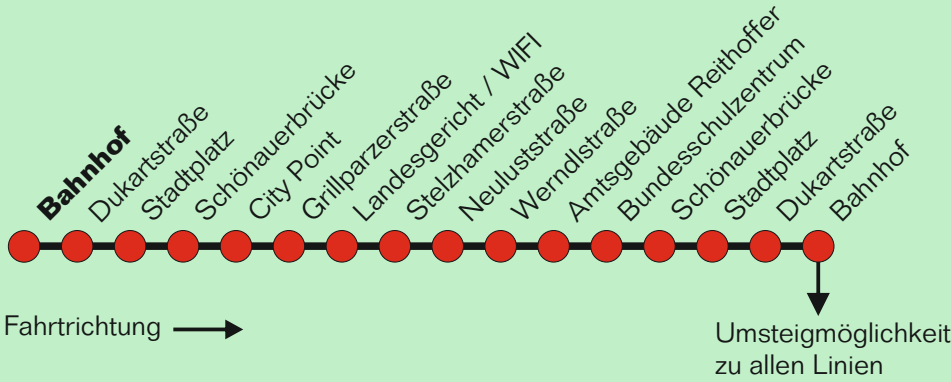 Bahnhof
Dukartstraße
Stadtplatz
Schönauerbrücke
City Point
Grillparzerstraße
Landesgericht / WIFI
Stelzhamerstraße
Neuluststraße
Werndlstraße
Amtsgebäude Reithoffer
Bundesschulzentrum
Schönauerbrücke
Stadtplatz
Dukartstraße
Bahnhof
Fahrtrichtung
Umsteigmöglichkeit
zu allen Linien